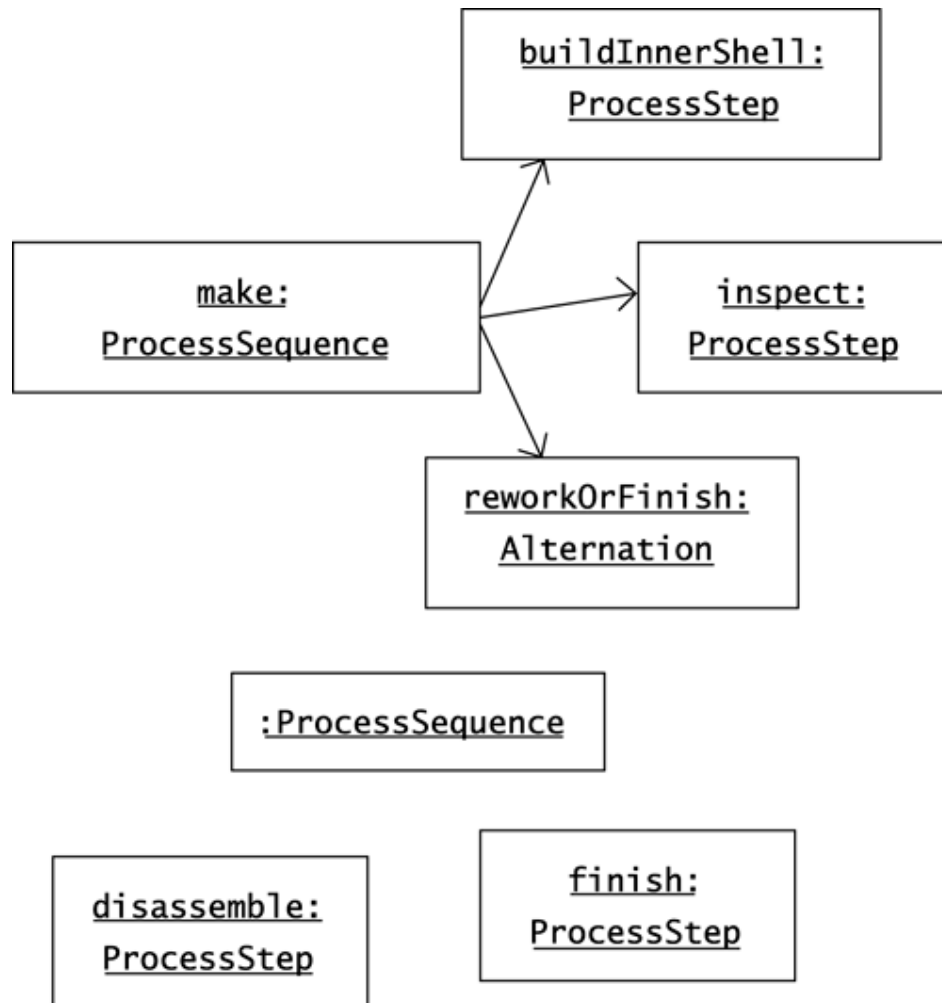 buildInnerShell:
ProcessStep
make:
ProcessSequence
inspect:
ProcessStep
reworkOrFinish:
Alternation
:ProcessSequence
disassemble:
ProcessStep
finish:
ProcessStep